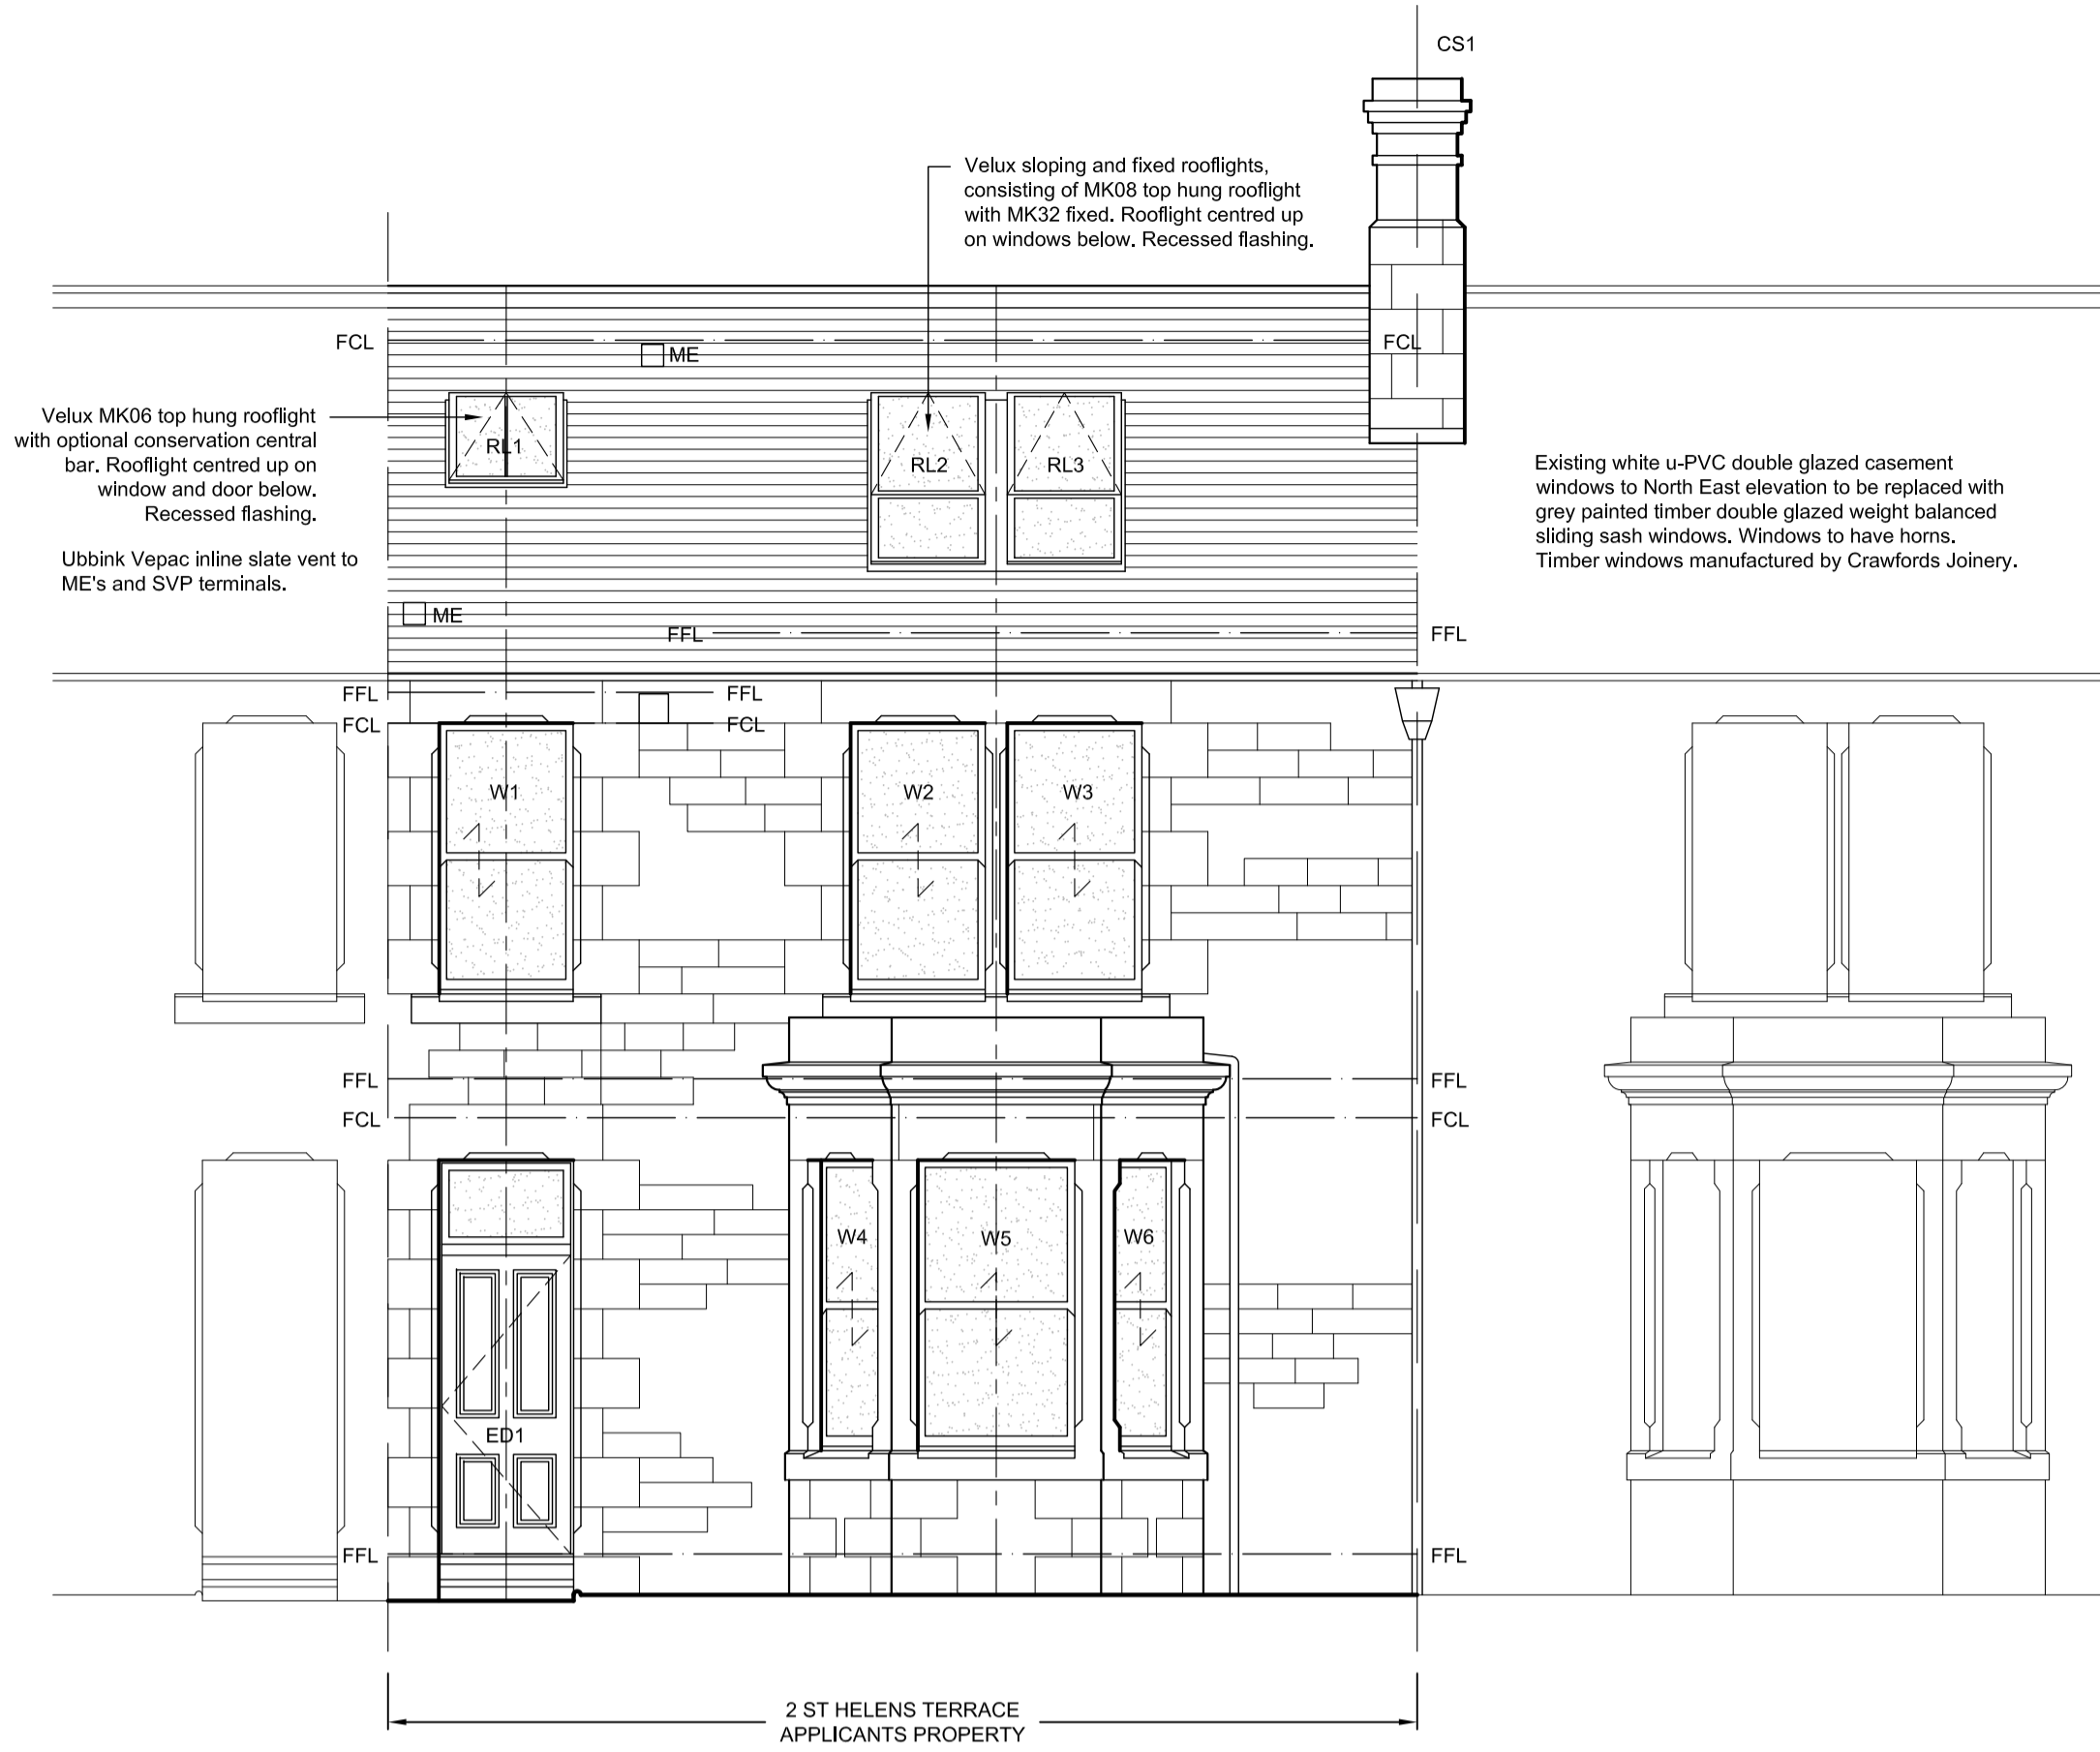 CS1
Velux sloping and fixed rooflights,
consisting of MK08 top hung rooflight
with MK32 fixed. Rooflight centred up
on windows below. Recessed flashing.
FCL
FCL
ME
Velux MK06 top hung rooflight
with optional conservation central
bar. Rooflight centred up on
window and door below.
Recessed flashing.
RL1
RL2
RL3
Existing white u-PVC double glazed casement
windows to North East elevation to be replaced with
grey painted timber double glazed weight balanced
sliding sash windows. Windows to have horns.
Timber windows manufactured by Crawfords Joinery.
Ubbink Vepac inline slate vent to
ME's and SVP terminals.
ME
FFL
FFL
FFL
FFL
FCL
FCL
W1
W2
W3
FFL
FFL
FCL
FCL
W4
W5
W6
ED1
FFL
FFL
2 ST HELENS TERRACE
APPLICANTS PROPERTY